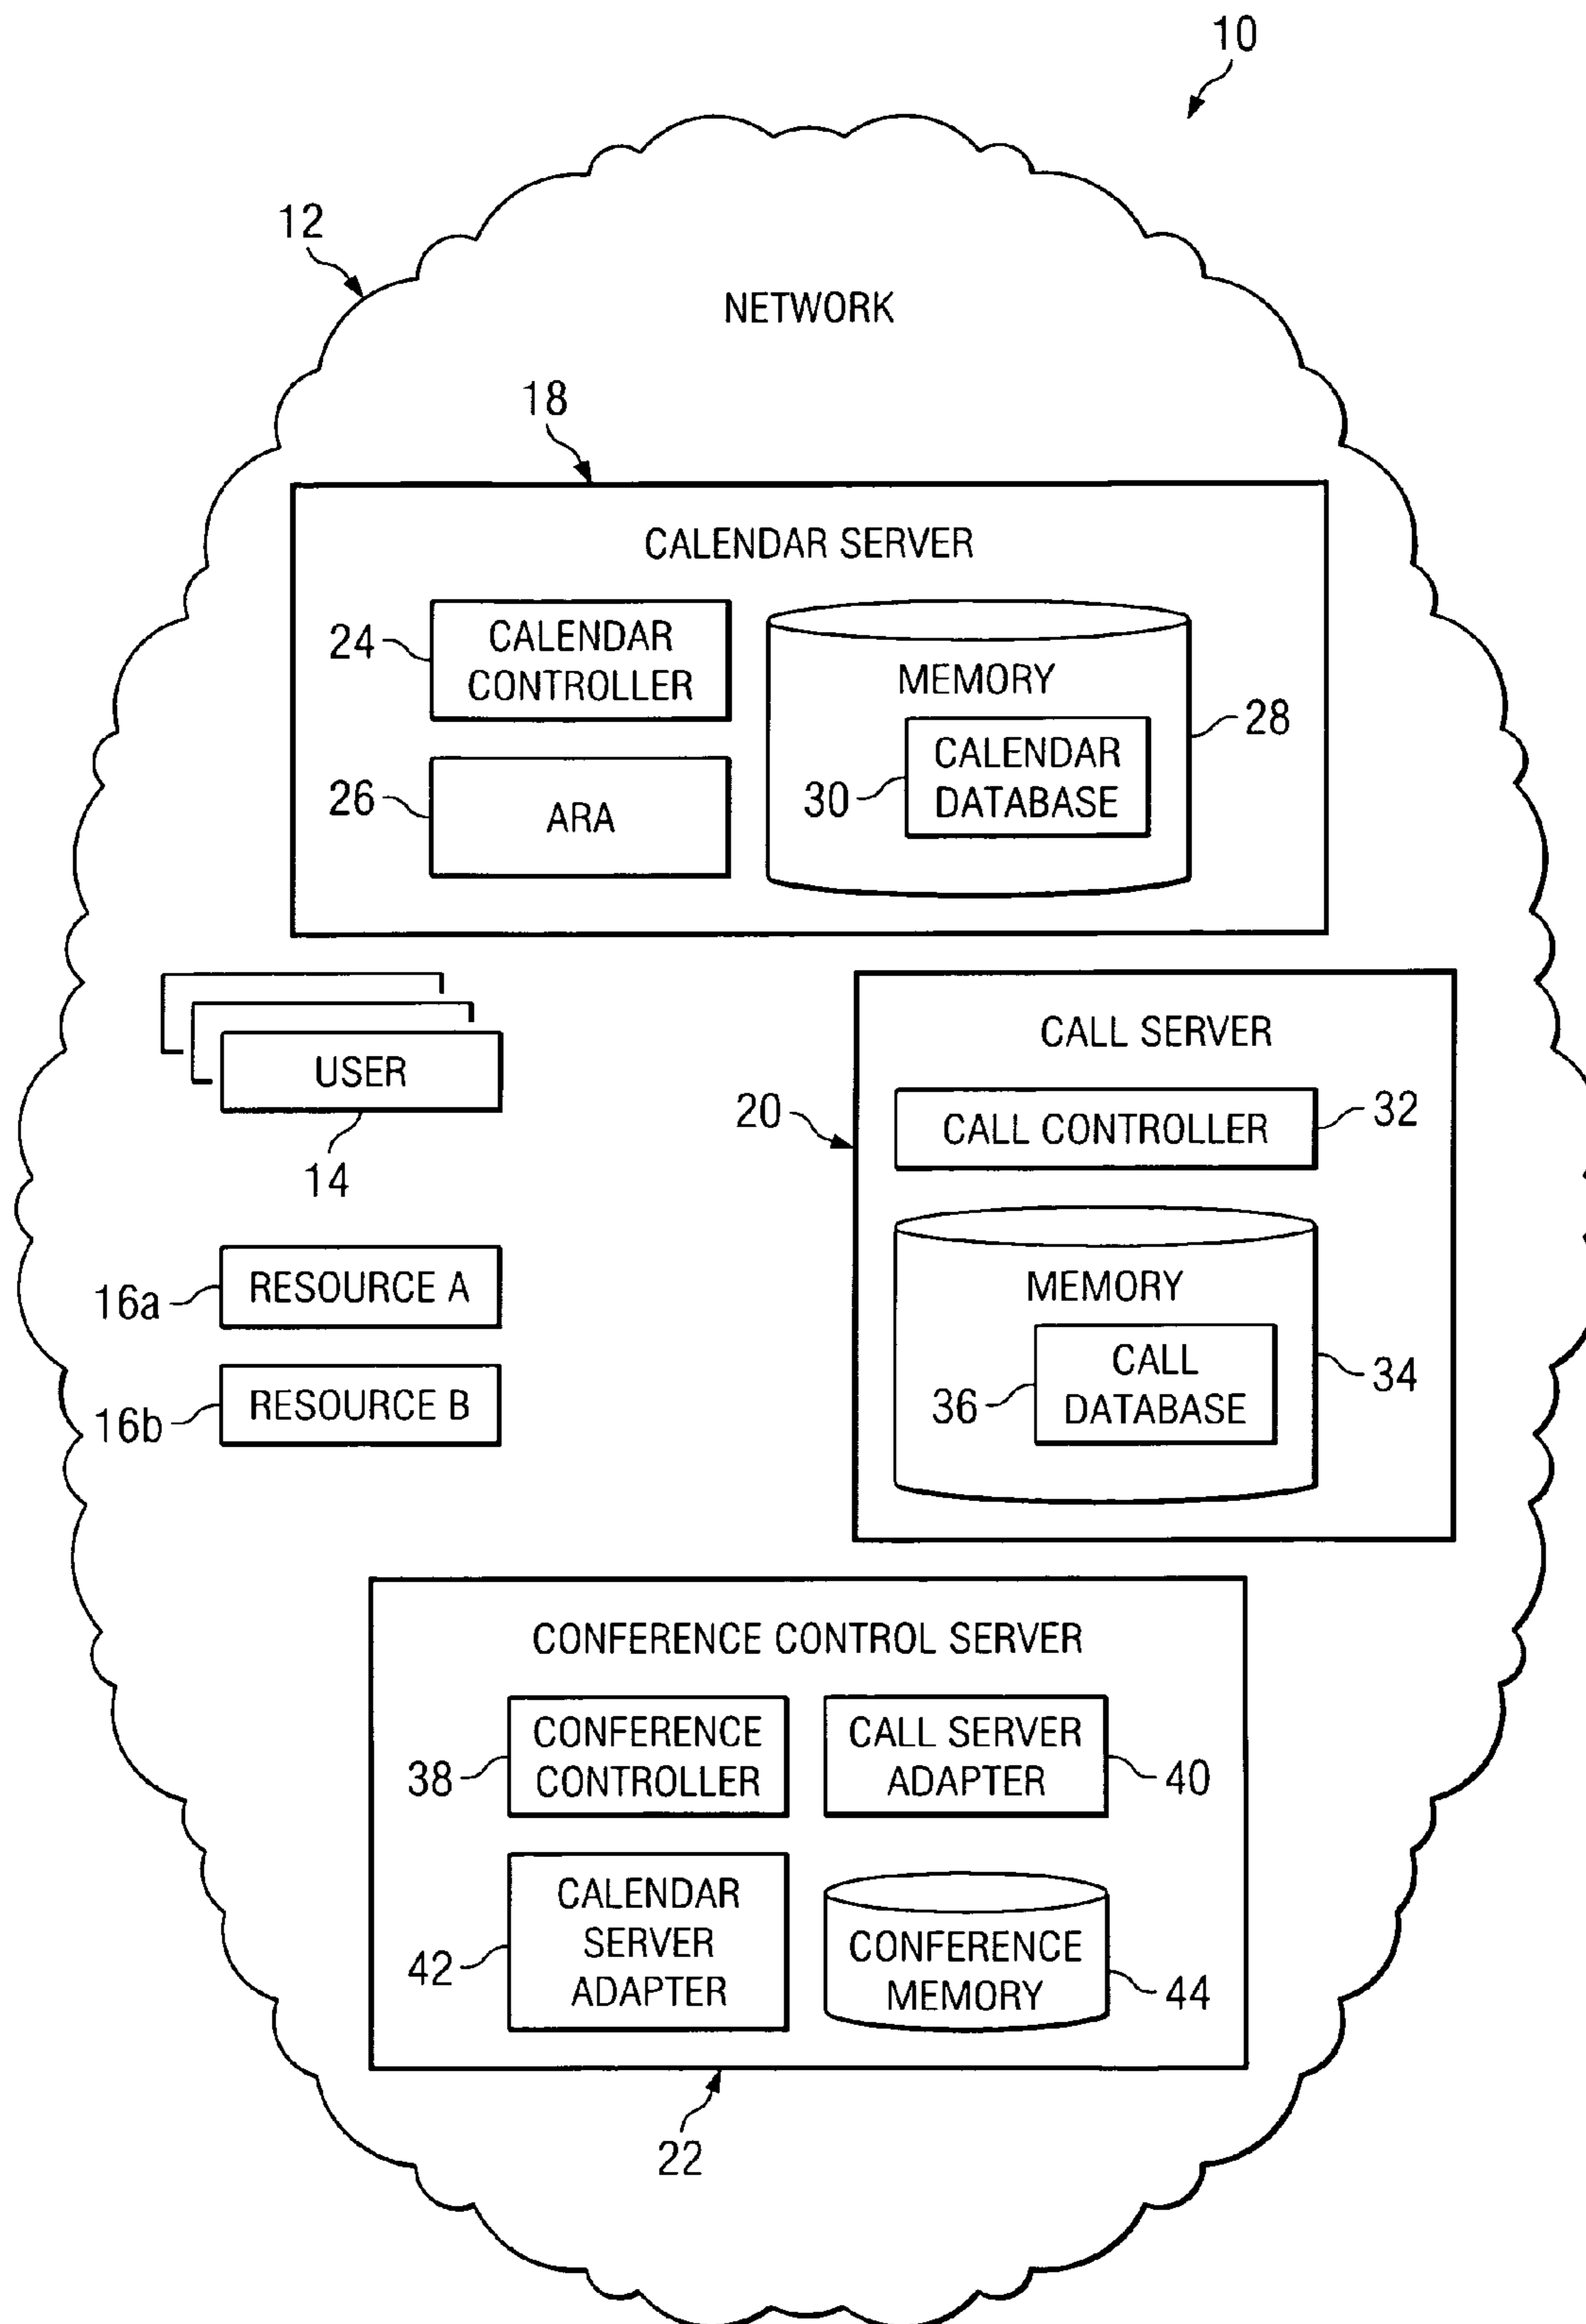 10
12
NETWORK
18
CALENDAR SERVER
24
CALENDAR
CONTROLLER
MEMORY
28
26
ARA
30
CALENDAR
DATABASE
USER
14
CALL SERVER
20
CALL CONTROLLER
32
16a
RESOURCE A
16b
RESOURCE B
MEMORY
34
36
CALL
DATABASE
CONFERENCE CONTROL SERVER
38
CONFERENCE
CONTROLLER
CALL SERVER
ADAPTER
40
42
CALENDAR
SERVER
ADAPTER
CONFERENCE
MEMORY
44
22